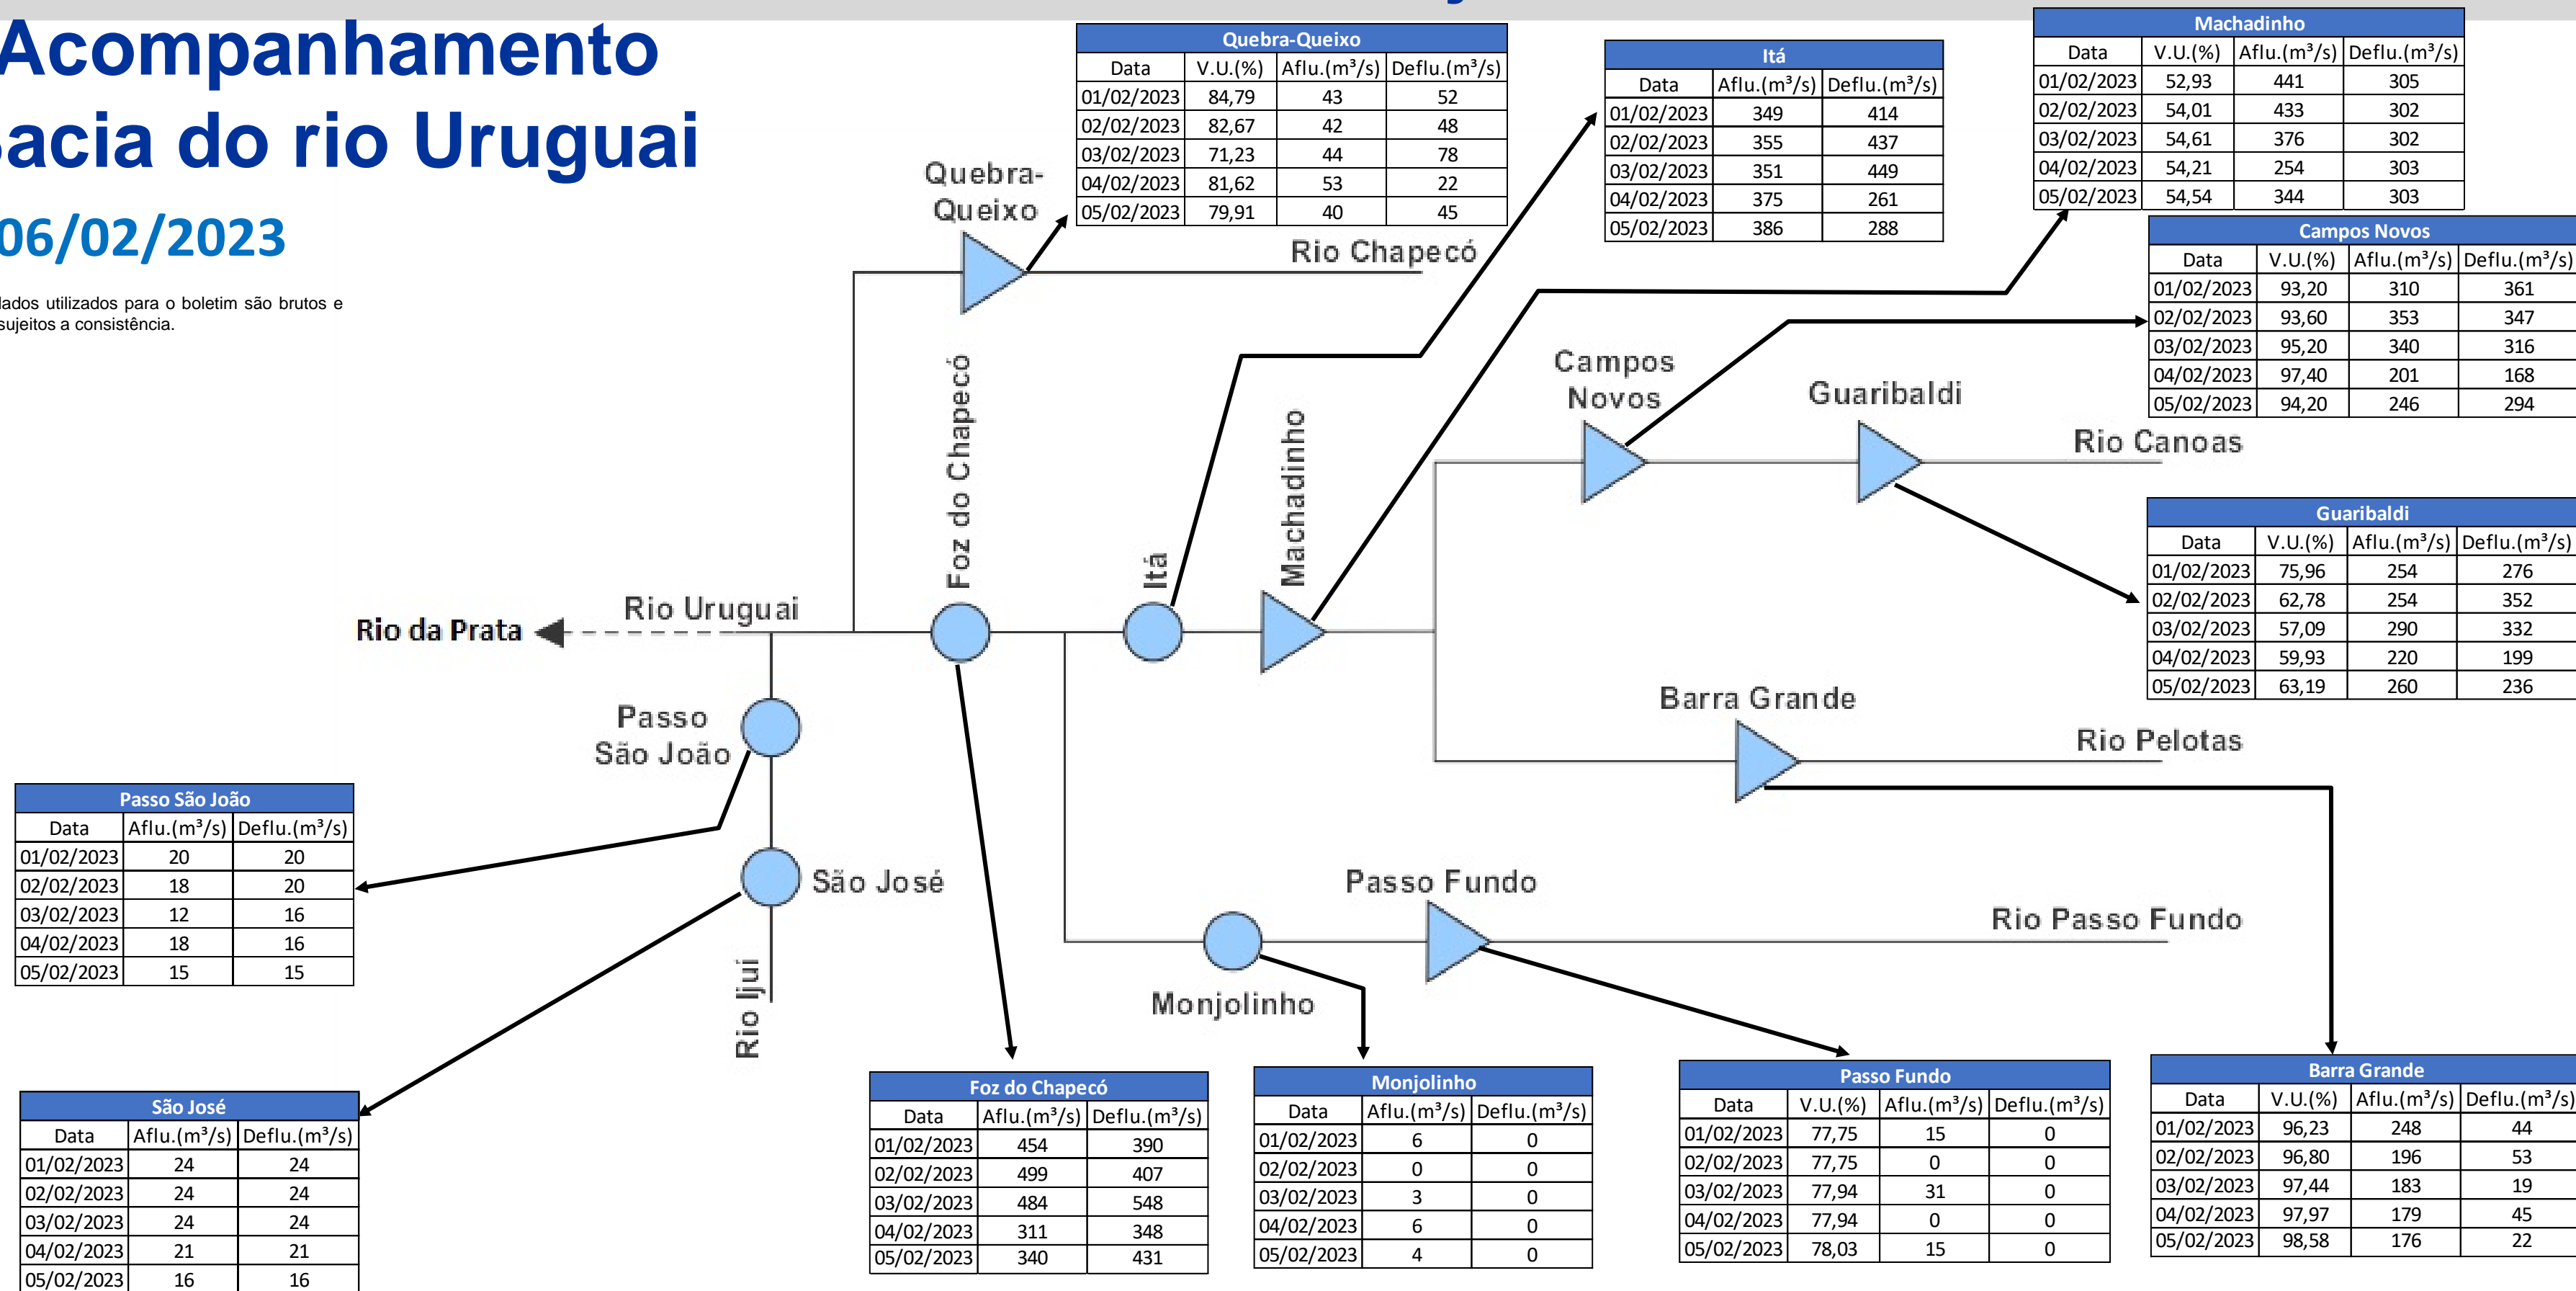 Acompanhamento
Bacia do rio Uruguai
06/02/2023
dados utilizados para o boletim são brutos e
sujeitos a consistência.
Quebra-Queixo
Data V.U.(%) Aflu.(m³/s) Deflu.(m³/s)
01/02/2023 84,79 43 52
02/02/2023 82,67 42 48
03/02/2023 71,23 44 78
04/02/2023 81,62 53 22
05/02/2023 79,91 40 45
Itá
Data Aflu.(m³/s) Deflu.(m³/s)
01/02/2023 349 414
02/02/2023 355 437
03/02/2023 351 449
04/02/2023 375 261
05/02/2023 386 288
Machadinho
Data V.U.(%) Aflu.(m³/s) Deflu.(m³/s)
01/02/2023 52,93 441 305
02/02/2023 54,01 433 302
03/02/2023 54,61 376 302
04/02/2023 54,21 254 303
05/02/2023 54,54 344 303
Campos Novos
Data V.U.(%) Aflu.(m³/s) Deflu.(m³/s)
01/02/2023 93,20 310 361
02/02/2023 93,60 353 347
03/02/2023 95,20 340 316
04/02/2023 97,40 201 168
05/02/2023 94,20 246 294
Quebra-
Queixo
Rio Chapecó
Foz do Chapecó
Itá
Machadinho
Campos
Novos
Guaribaldi
Rio Canoas
Guaribaldi
Data V.U.(%) Aflu.(m³/s) Deflu.(m³/s)
01/02/2023 75,96 254 276
02/02/2023 62,78 254 352
03/02/2023 57,09 290 332
04/02/2023 59,93 220 199
05/02/2023 63,19 260 236
Rio da Prata
Rio Uruguai
Passo
São João
Barra Grande
Rio Pelotas
São José
Passo Fundo
Rio Passo Fundo
Monjolinho
Rio Ijuí
Passo São João
Data Aflu.(m³/s) Deflu.(m³/s)
01/02/2023 20 20
02/02/2023 18 20
03/02/2023 12 16
04/02/2023 18 16
05/02/2023 15 15
São José
Data Aflu.(m³/s) Deflu.(m³/s)
01/02/2023 24 24
02/02/2023 24 24
03/02/2023 24 24
04/02/2023 21 21
05/02/2023 16 16
Foz do Chapecó
Data Aflu.(m³/s) Deflu.(m³/s)
01/02/2023 454 390
02/02/2023 499 407
03/02/2023 484 548
04/02/2023 311 348
05/02/2023 340 431
Monjolinho
Data Aflu.(m³/s) Deflu.(m³/s)
01/02/2023 6 0
02/02/2023 0 0
03/02/2023 3 0
04/02/2023 6 0
05/02/2023 4 0
Passo Fundo
Data V.U.(%) Aflu.(m³/s) Deflu.(m³/s)
01/02/2023 77,75 15 0
02/02/2023 77,75 0 0
03/02/2023 77,94 31 0
04/02/2023 77,94 0 0
05/02/2023 78,03 15 0
Barra Grande
Data V.U.(%) Aflu.(m³/s) Deflu.(m³/s)
01/02/2023 96,23 248 44
02/02/2023 96,80 196 53
03/02/2023 97,44 183 19
04/02/2023 97,97 179 45
05/02/2023 98,58 176 22